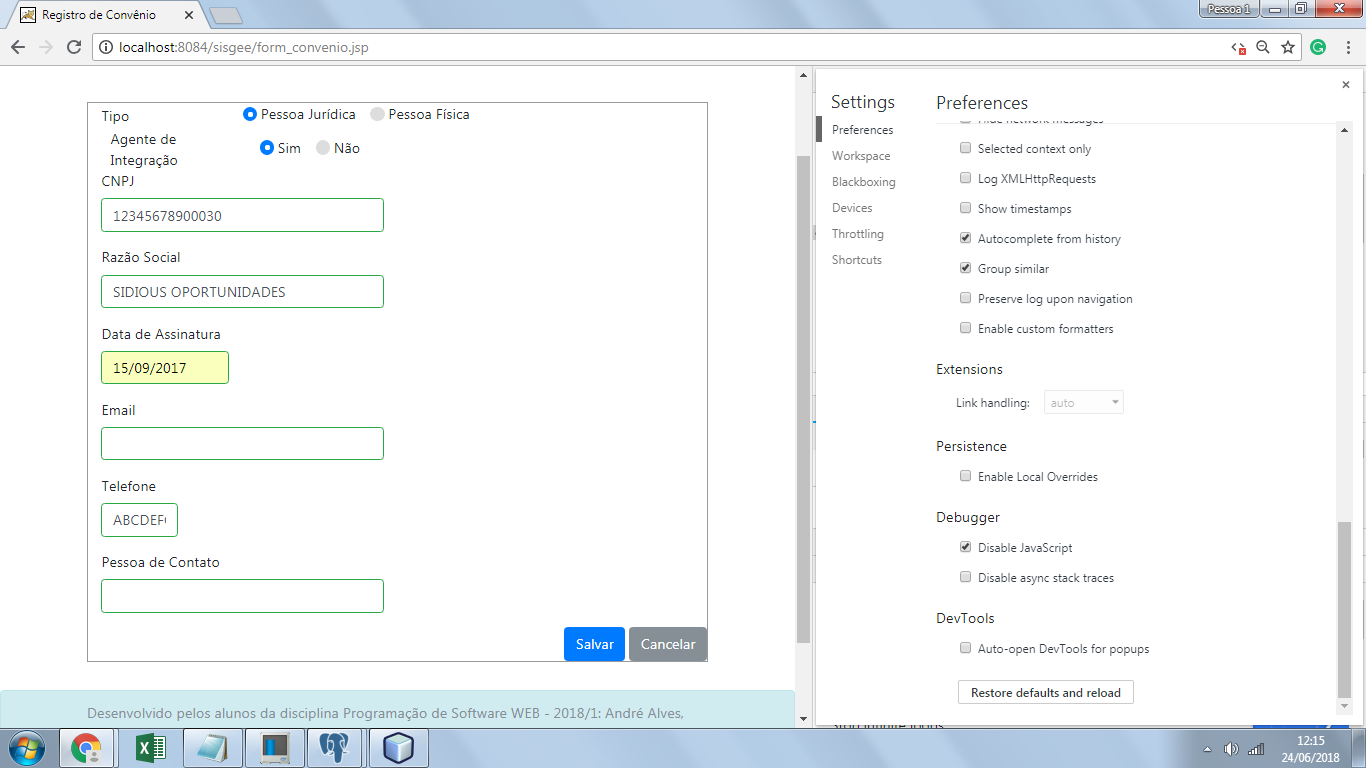 Registro de Convênio
Pessoa 1
localhost:8084/sisgee/form_convenio.jsp
Tipo
Pessoa Jurídica
Pessoa Física
Agente de
Integração
Sim
Não
CNPJ
12345678900030
Razão Social
SIDIOUS OPORTUNIDADES
Data de Assinatura
15/09/2017
Email
Telefone
ABCDEF
Pessoa de Contato
Salvar
Cancelar
Desenvolvido pelos alunos da disciplina Programação de Software WEB - 2018/1: André Alves,
Settings
Preferences
Workspace
Blackboxing
Devices
Throttling
Shortcuts
Preferences
Hide network messages
Selected context only
Log XMLHttpRequests
Show timestamps
Autocomplete from history
Group similar
Preserve log upon navigation
Enable custom formatters
Extensions
Link handling:
auto
Persistence
Enable Local Overrides
Debugger
Disable JavaScript
Disable async stack traces
DevTools
Auto-open DevTools for popups
Restore defaults and reload
12:15
24/06/2018